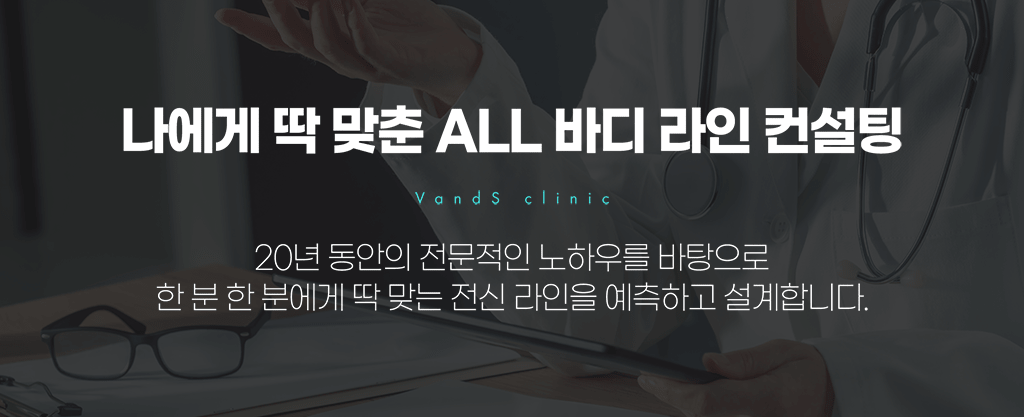 나에게 딱 맞춘 ALL 바디 라인 컨설팅
VandS clinic
20년 동안의 전문적인 노하우를 바탕으로
한 분 한 분에게 딱 맞는 전신 라인을 예측하고 설계합니다.